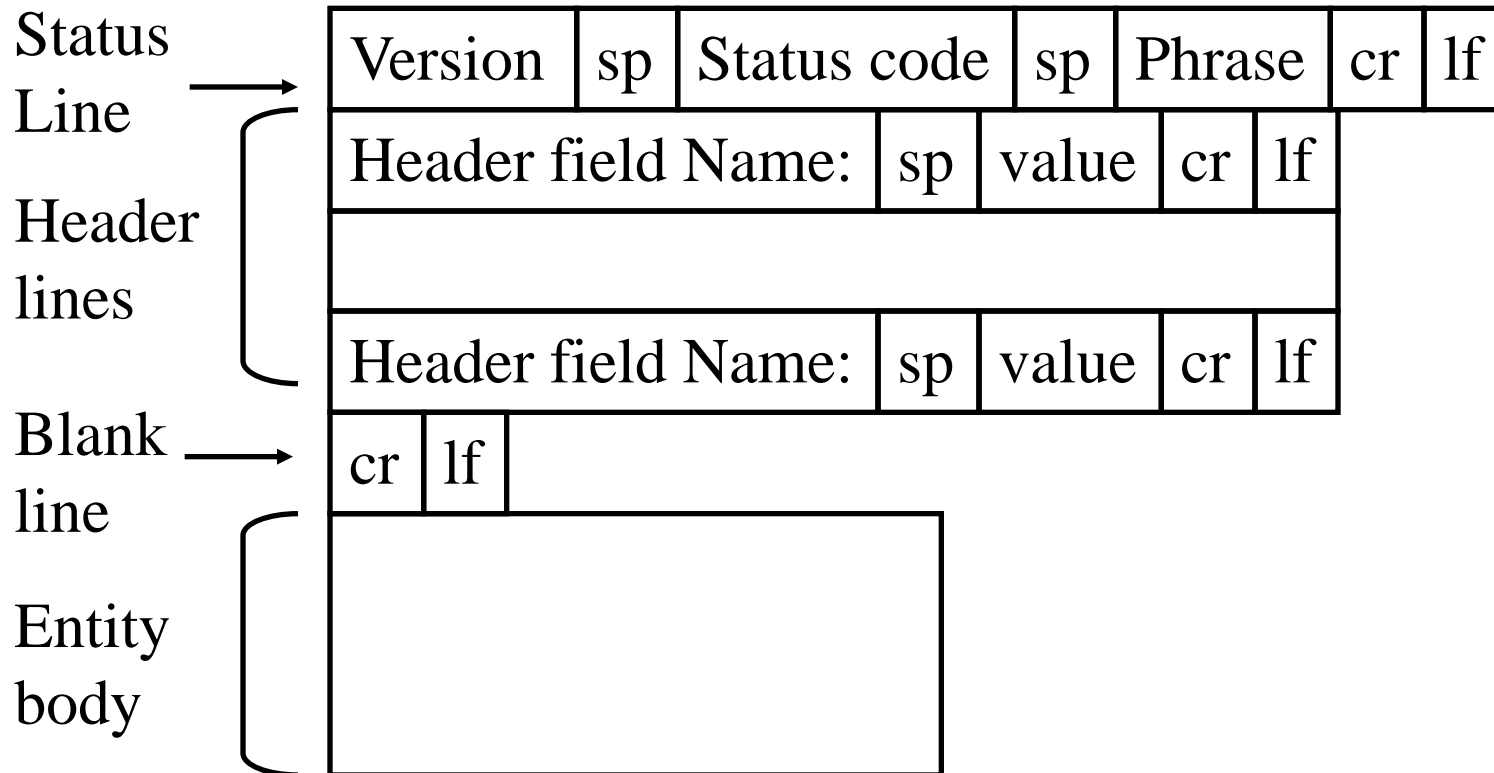 Status
Line
Version sp Status code sp Phrase cr lf
Header
lines
Header field Name: sp value cr lf
Header field Name: sp value cr lf
Blank
line
cr lf
Entity
body